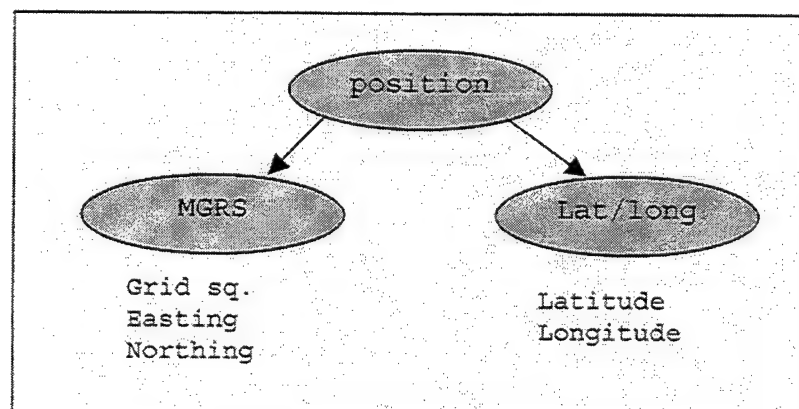 position
MGRS
Lat/long
Grid sq.
Easting
Northing
Latitude
Longitude